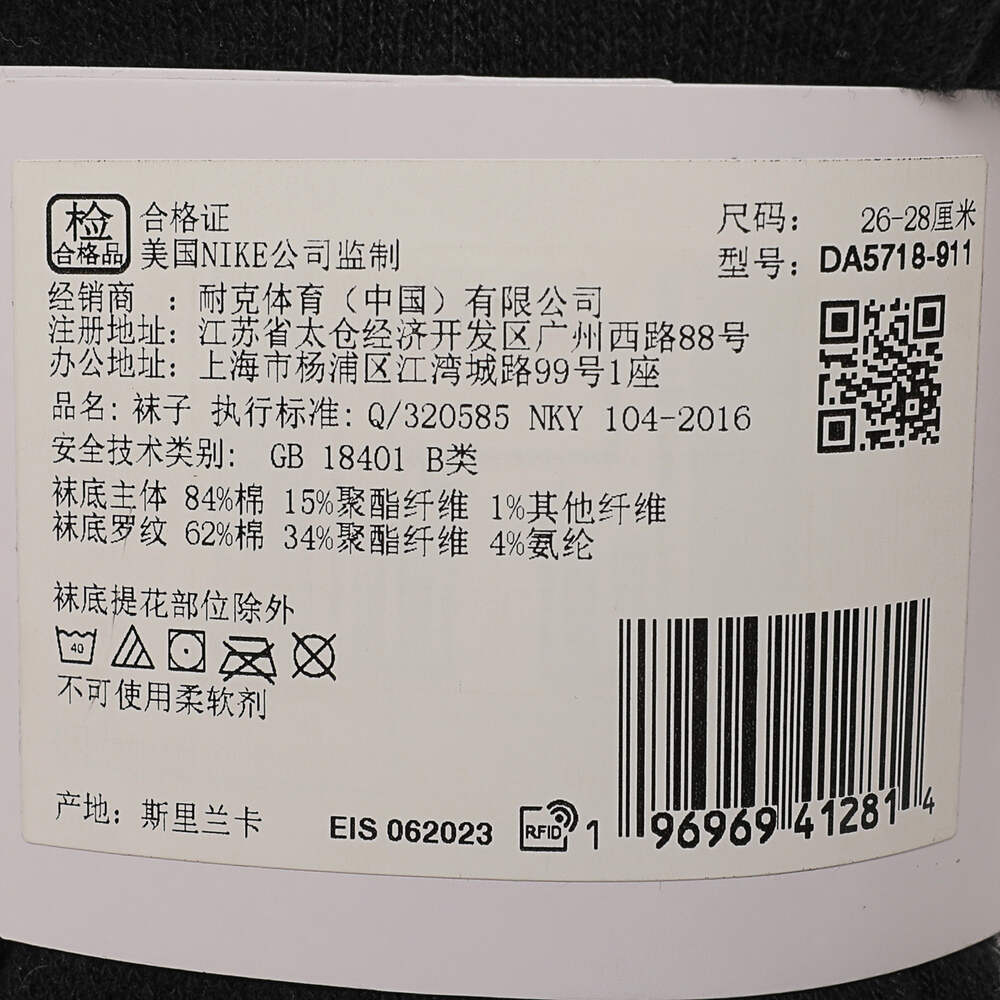 检
合格品
合格证
美国NIKE公司监制
尺码： 26-28厘米
型号：DA5718-911
经销商 ：耐克体育（中国）有限公司
注册地址：江苏省太仓经济开发区广州西路88号
办公地址：上海市杨浦区江湾城路99号1座
品名：袜子 执行标准：Q/320585 NKY 104-2016
安全技术类别： GB 18401 B类
袜底主体 84%棉 15%聚酯纤维 1%其他纤维
袜底罗纹 62%棉 34%聚酯纤维 4%氨纶
袜底提花部位除外
40
不可使用柔软剂
产地：斯里兰卡
EIS 062023
RFID
1 96969 41281 4